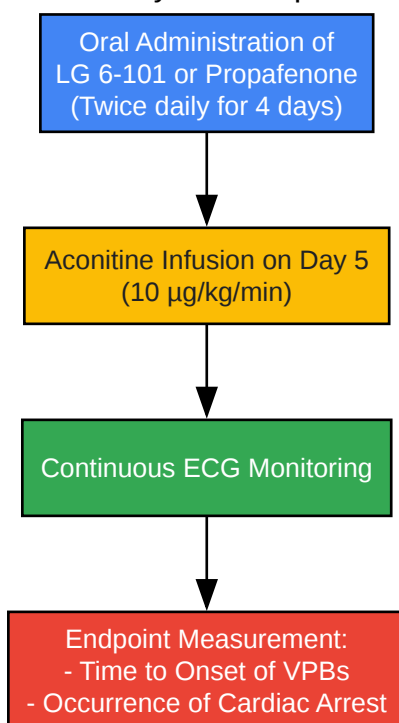 Oral Administration of
LG 6-101 or Propafenone
(Twice daily for 4 days)
Aconitine Infusion on Day 5
(10 µg/kg/min)
Continuous ECG Monitoring
Endpoint Measurement:
- Time to Onset of VPBs
- Occurrence of Cardiac Arrest